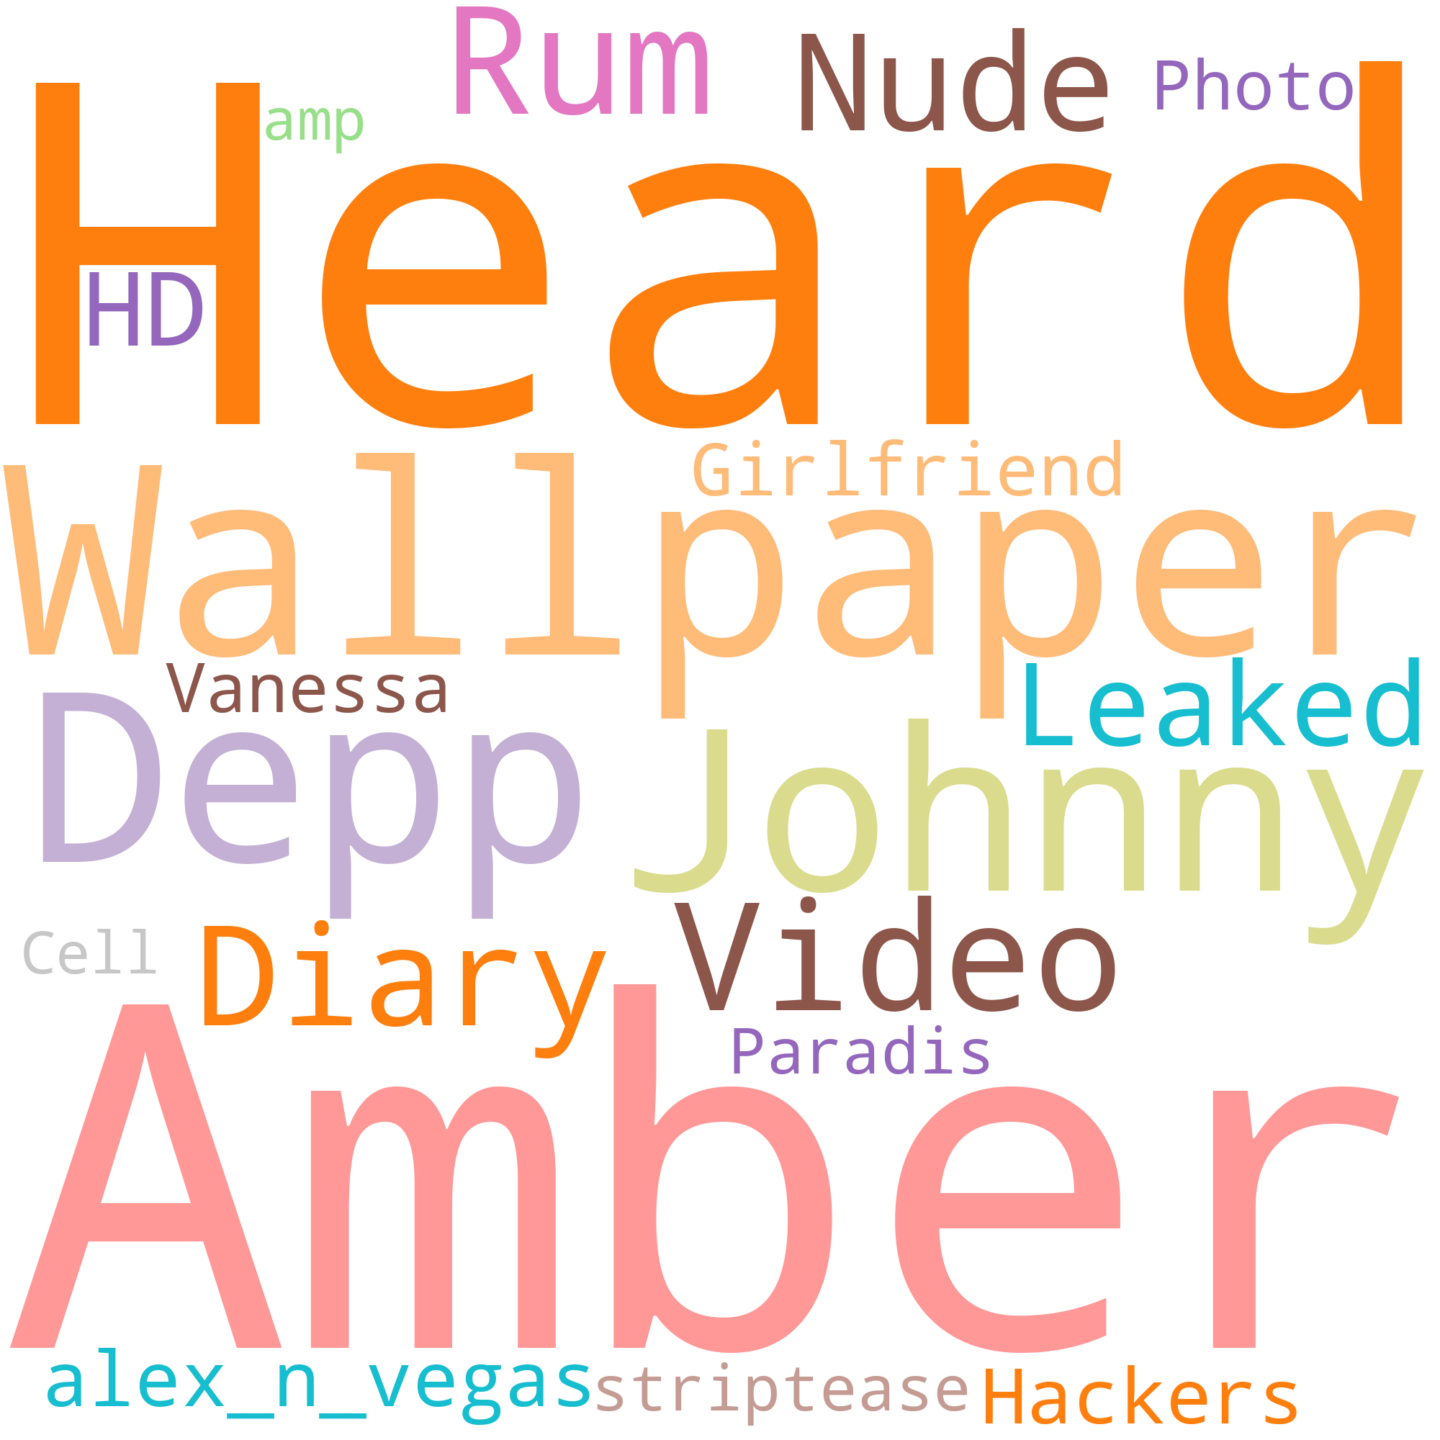 Rum
Nude
Photo
amp
Heard
HD
Girlfriend
Wallpaper
Vanessa
Leaked
Depp
Johnny
Cell
Diary
Video
Paradis
Amber
alex_n_vegas
striptease
Hackers